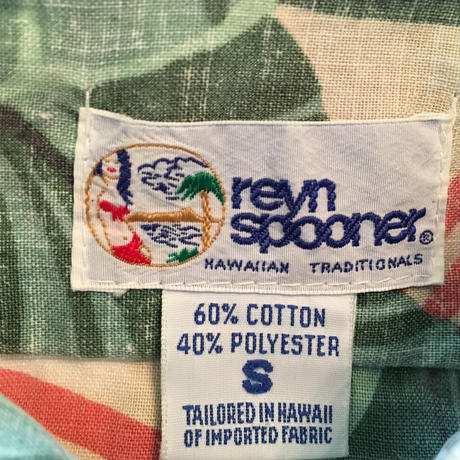 reyn
spooner®
HAWAIIAN TRADITIONALS
60% COTTON
40% POLYESTER
S
TAILORED IN HAWAII
OF IMPORTED FABRIC